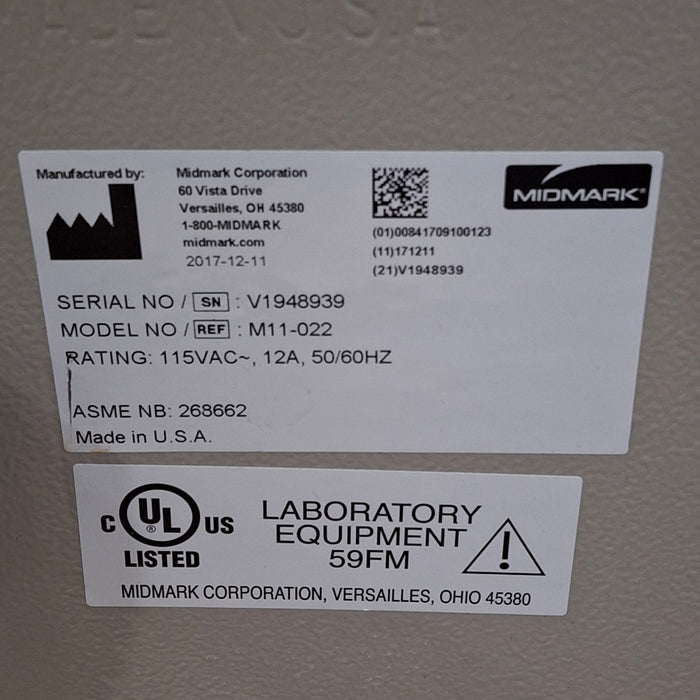 MADE IN U.S.A.
Manufactured by:
Midmark Corporation
60 Vista Drive
Versailles, OH 45380
1-800-MIDMARK
midmark.com
2017-12-11
(01)00841709100123
(11)171211
(21)V1948939
MIDMARK®
SERIAL NO / SN : V1948939
MODEL NO / REF : M11-022
RATING: 115VAC~, 12A, 50/60HZ
ASME NB: 268662
Made in U.S.A.
C UL ® US
LISTED
LABORATORY
EQUIPMENT
59FM
!
MIDMARK CORPORATION, VERSAILLES, OHIO 45380